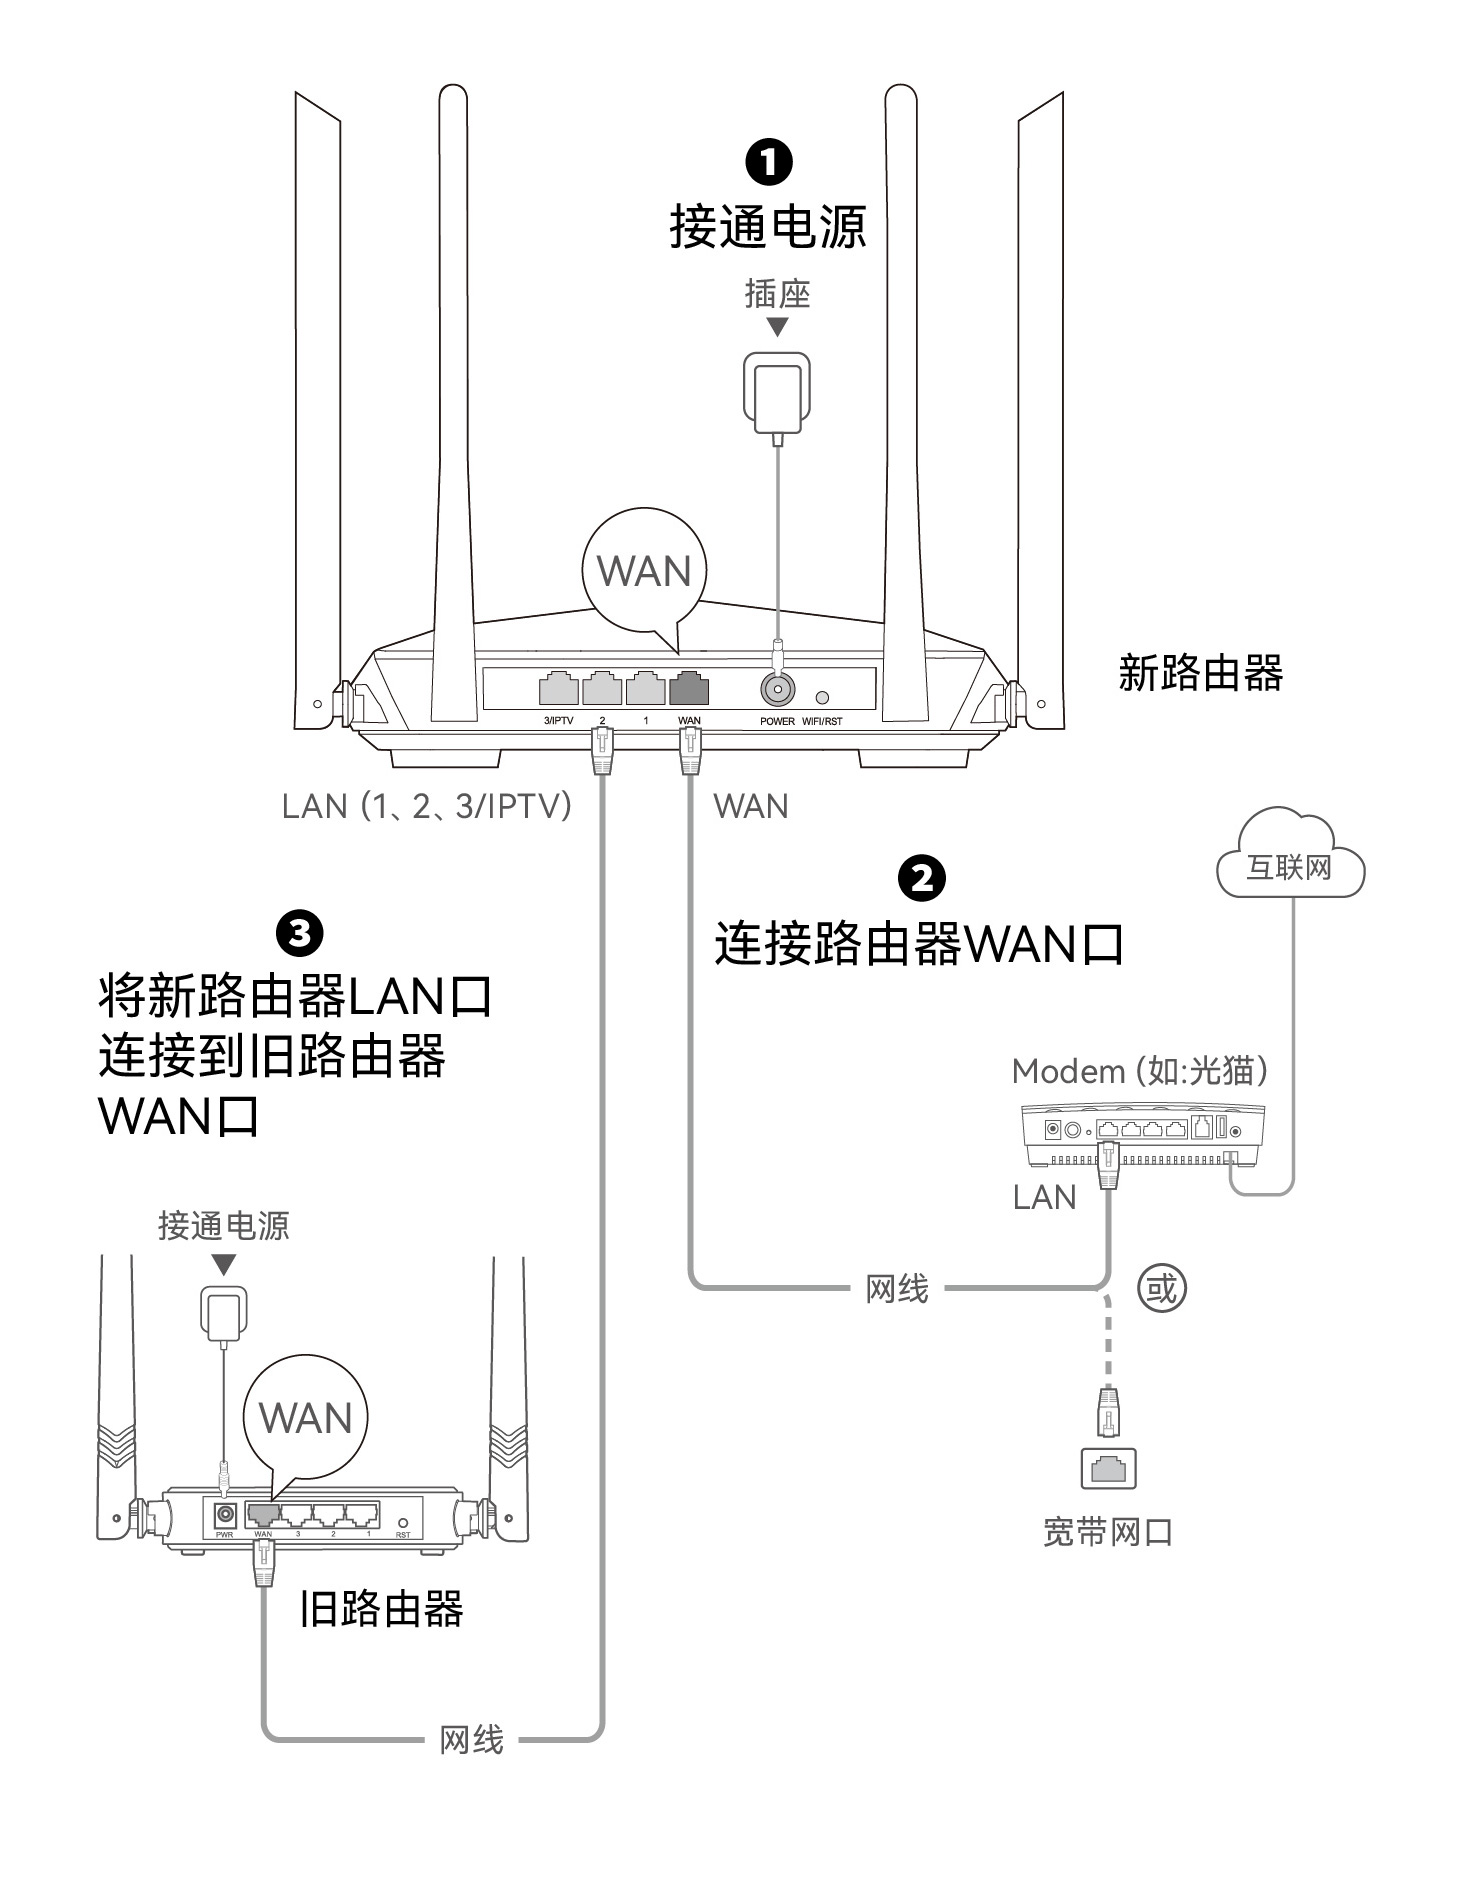 1
接通电源
插座
WAN
新路由器
3/IPTV 2 1 WAN POWER WIFI/RST
LAN（1、2、3/IPTV）
WAN
互联网
2
连接路由器WAN口
3
将新路由器LAN口
连接到旧路由器
WAN口
Modem（如:光猫）
LAN
接通电源
网线
或
WAN
PWR WAN 3 2 1 RST
宽带网口
旧路由器
网线